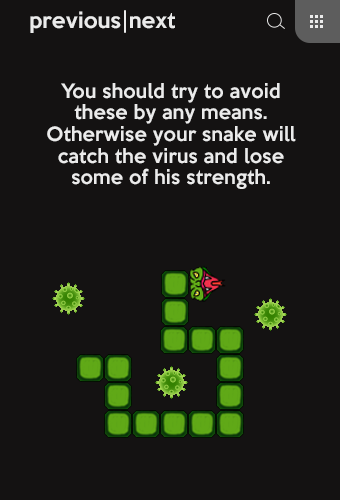 previous|next
You should try to avoid
these by any means.
Otherwise your snake will
catch the virus and lose
some of his strength.